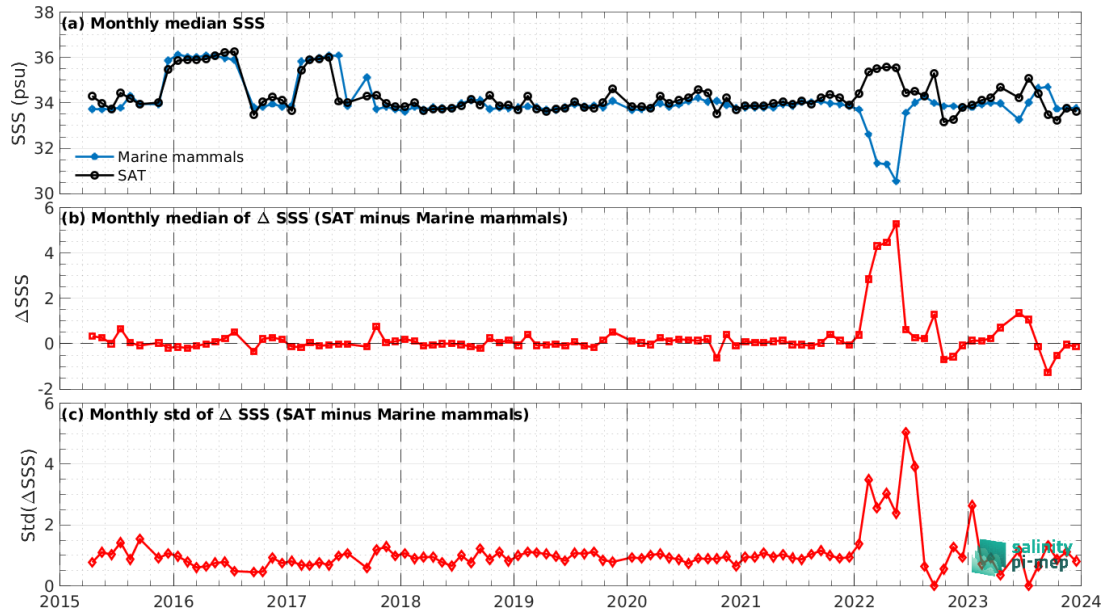 (a) Monthly median SSS
SSS (psu)
38
36
34
32
30
Marine mammals
SAT
(b) Monthly median of Δ SSS (SAT minus Marine mammals)
ΔSSS
6
4
2
0
-2
(c) Monthly std of Δ SSS (SAT minus Marine mammals)
Std(ΔSSS)
6
4
2
0
salinity
pi-mep
2015 2016 2017 2018 2019 2020 2021 2022 2023 2024